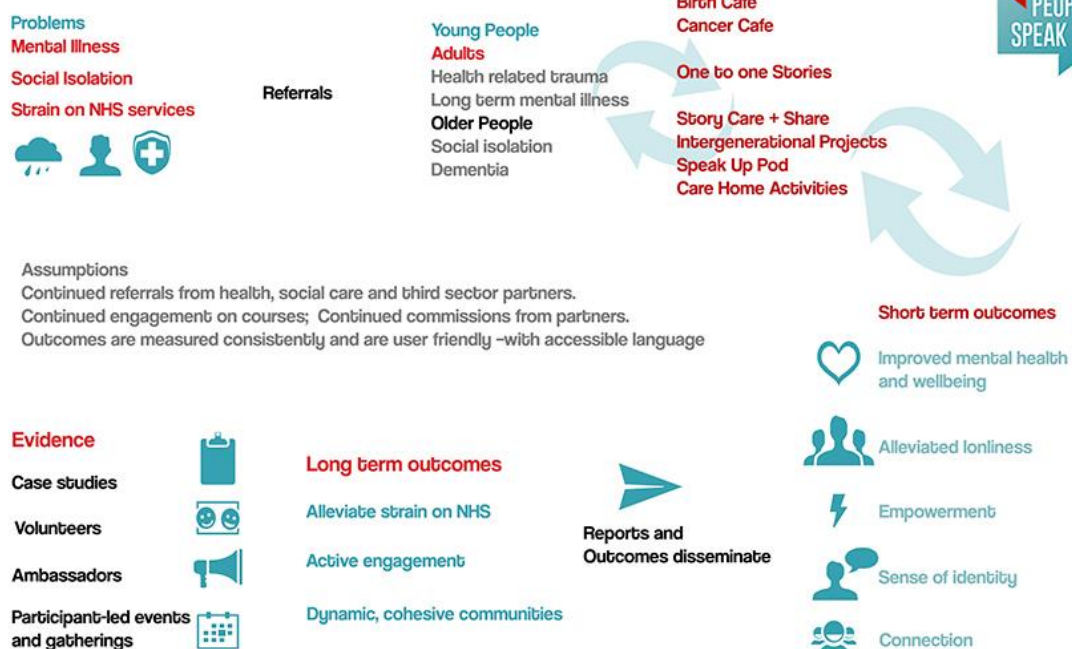 Birth Cafe
Cancer Cafe
SPEAK
Problems
Mental Illness
Social Isolation
Strain on NHS services
Referrals
Young People
Adults
Health related trauma
Long term mental illness
Older People
Social isolation
Dementia
One to one Stories
Story Care + Share
Intergenerational Projects
Speak Up Pod
Care Home Activities
Assumptions
Continued referrals from health, social care and third sector partners.
Continued engagement on courses; Continued commissions from partners.
Outcomes are measured consistently and are user friendly –with accessible language
Short term outcomes
Improved mental health
and wellbeing
Alleviated lonliness
Empowerment
Sense of identity
Connection
Evidence
Case studies
Volunteers
Ambassadors
Participant-led events
and gatherings
Long term outcomes
Alleviate strain on NHS
Active engagement
Dynamic, cohesive communities
Reports and
Outcomes disseminate